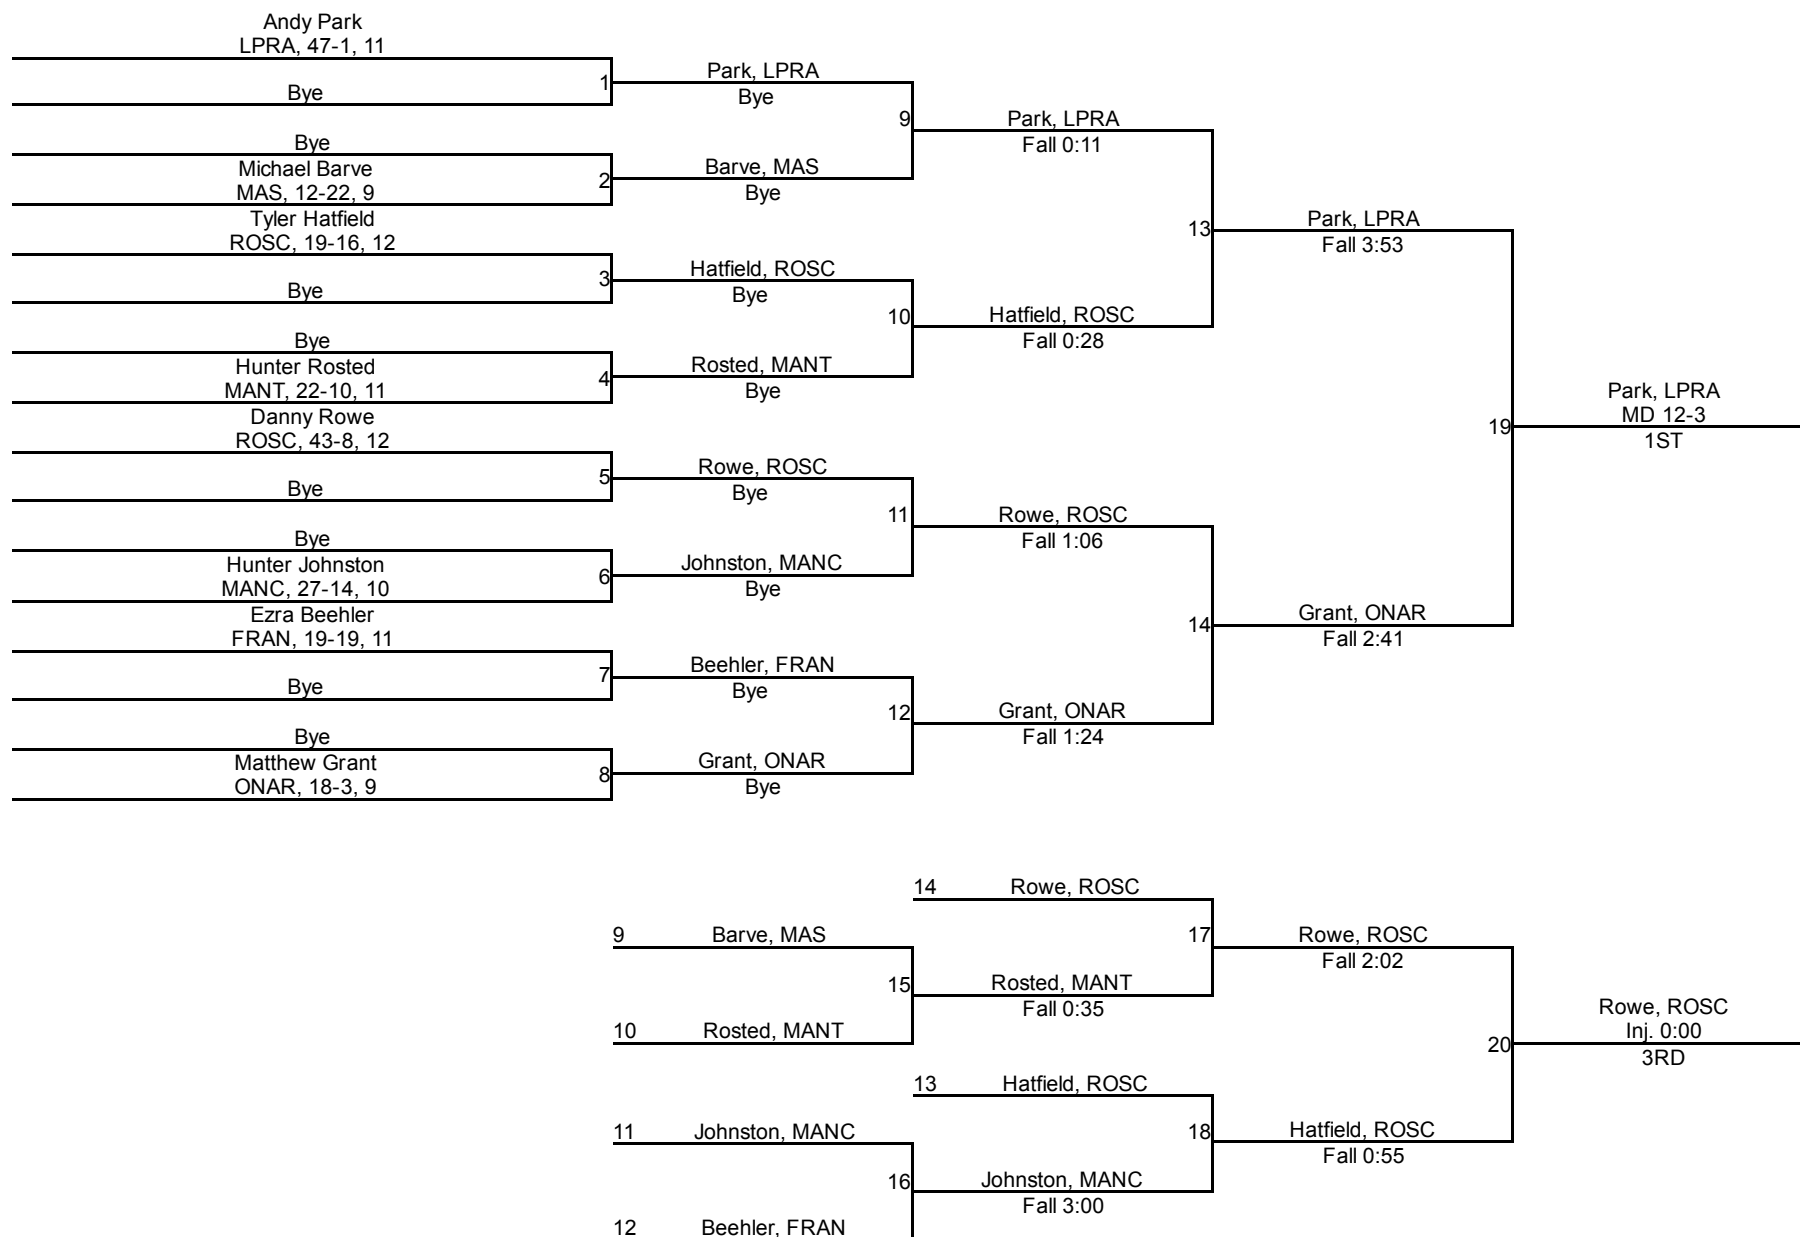 Andy Park
LPRA, 47-1, 11
1
Park, LPRA
Bye
Bye
9
Park, LPRA
Fall 0:11
Bye
Michael Barve
MAS, 12-22, 9
2
Barve, MAS
Bye
Tyler Hatfield
ROSC, 19-16, 12
13
Park, LPRA
Fall 3:53
3
Hatfield, ROSC
Bye
Bye
10
Hatfield, ROSC
Fall 0:28
Bye
Hunter Rosted
MANT, 22-10, 11
4
Rosted, MANT
Bye
Danny Rowe
ROSC, 43-8, 12
19
Park, LPRA
MD 12-3
1ST
5
Rowe, ROSC
Bye
Bye
11
Rowe, ROSC
Fall 1:06
Bye
Hunter Johnston
MANC, 27-14, 10
6
Johnston, MANC
Bye
Ezra Beehler
FRAN, 19-19, 11
14
Grant, ONAR
Fall 2:41
7
Beehler, FRAN
Bye
Bye
12
Grant, ONAR
Fall 1:24
Bye
Matthew Grant
ONAR, 18-3, 9
8
Grant, ONAR
Bye
14 Rowe, ROSC
9 Barve, MAS
17
Rowe, ROSC
Fall 2:02
15
Rosted, MANT
Fall 0:35
10 Rosted, MANT
20
Rowe, ROSC
Inj. 0:00
3RD
13 Hatfield, ROSC
11 Johnston, MANC
18
Hatfield, ROSC
Fall 0:55
16
Johnston, MANC
Fall 3:00
12 Beehler, FRAN